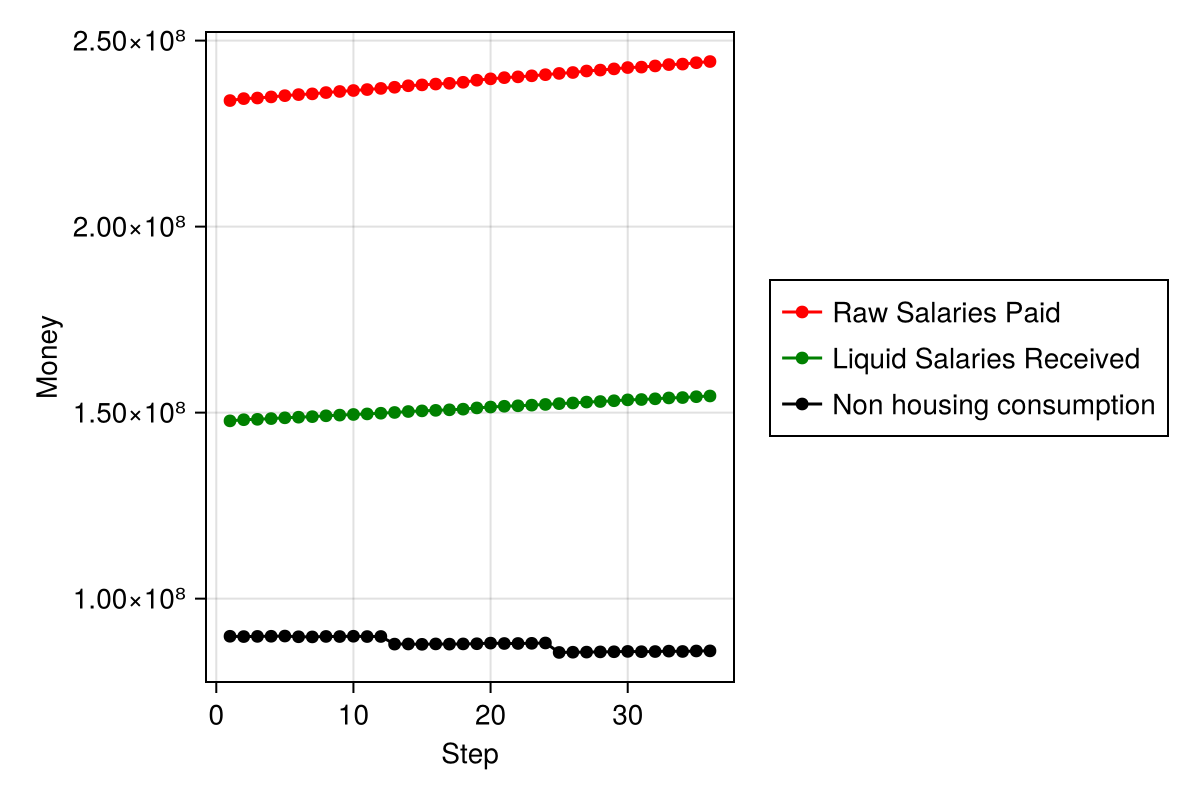 2.50×10⁸
2.00×10⁸
1.50×10⁸
1.00×10⁸
Money
0 10 20 30
Step
Raw Salaries Paid
Liquid Salaries Received
Non housing consumption